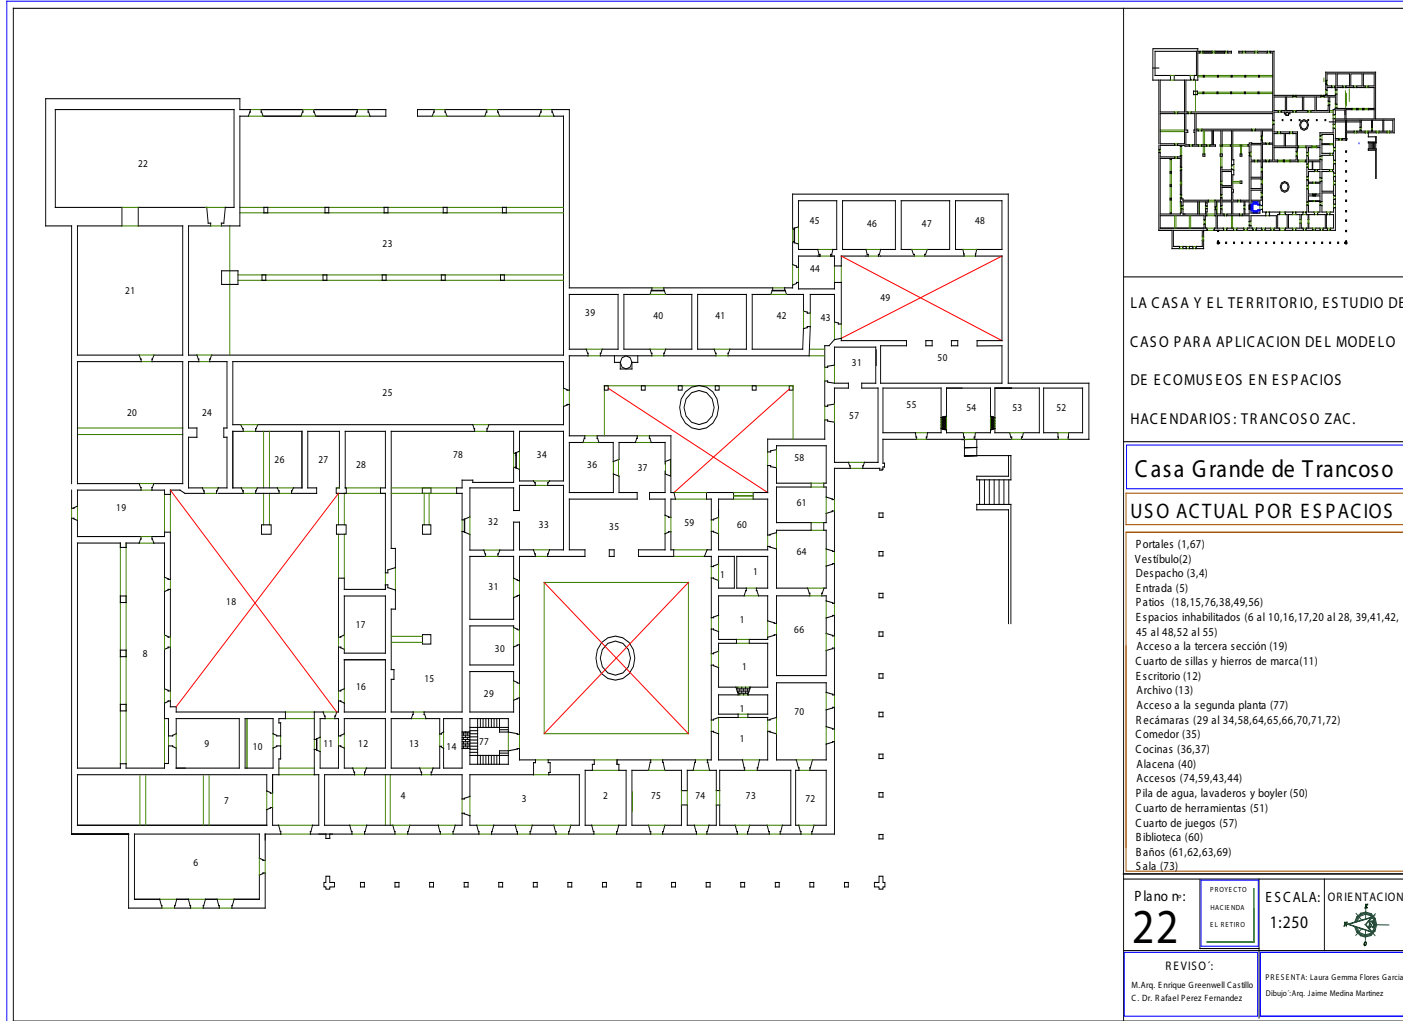 22
45
46
47
48
23
44
21
49
39
40
41
42
43
50
31
25
20
24
57
55
54
53
52
26
27
28
78
34
36
37
58
19
32
33
35
59
60
61
64
31
1
1
18
17
1
66
8
30
1
16
15
29
1
70
9
10
11
12
13
14
77
1
7
4
3
2
75
74
73
72
6
LA CASA Y EL TERRITORIO, ESTUDIO DE
CASO PARA APLICACION DEL MODELO
DE ECOMUSEOS EN ESPACIOS
HACENDARIOS: TRANCOSO ZAC.
Casa Grande de Trancoso
USO ACTUAL POR ESPACIOS
Portales (1,67)
Vestíbulo(2)
Despacho (3,4)
Entrada (5)
Patios (18,15,76,38,49,56)
Espacios inhabilitados (6 al 10,16,17,20 al 28, 39,41,42,
45 al 48,52 al 55)
Acceso a la tercera sección (19)
Cuarto de sillas y hierros de marca(11)
Escritorio (12)
Archivo (13)
Acceso a la segunda planta (77)
Recámaras (29 al 34,58,64,65,66,70,71,72)
Comedor (35)
Cocinas (36,37)
Alacena (40)
Accesos (74,59,43,44)
Pila de agua, lavaderos y boyler (50)
Cuarto de herramientas (51)
Cuarto de juegos (57)
Biblioteca (60)
Baños (61,62,63,69)
Sala (73)
Plano nº:
22
PROYECTO
HACIENDA
EL RETIRO
ESCALA:
1:250
ORIENTACION
REVISO´:
M.Arq. Enrique Greenwell Castillo
C. Dr. Rafael Perez Fernandez
PRESENTA: Laura Gemma Flores Garcia
Dibujo´:Arq. Jaime Medina Martinez